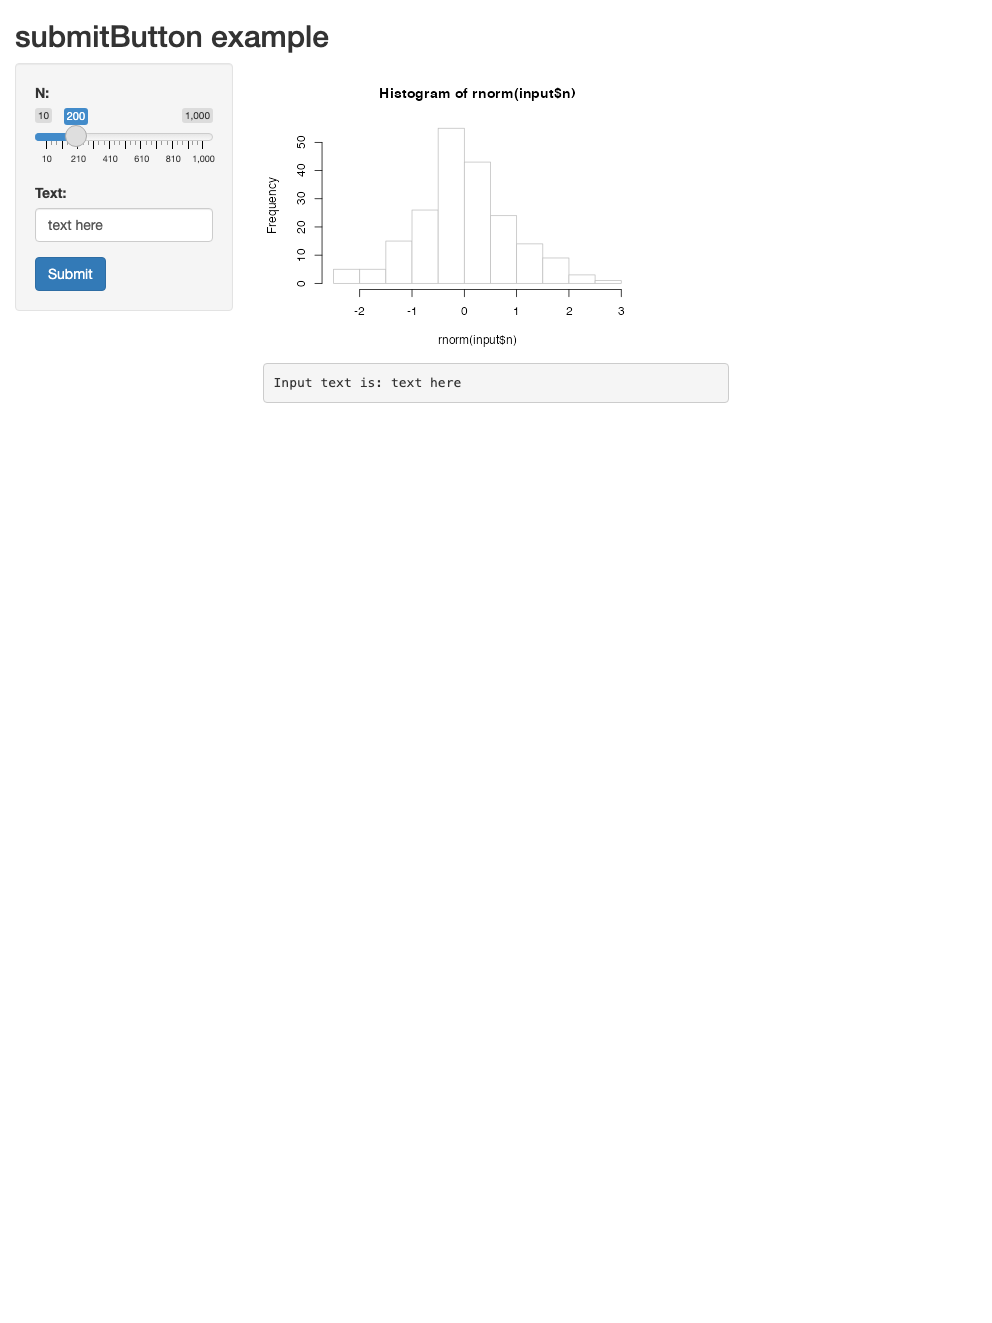 submitButton example
N:
10 200 1,000
10 210 410 610 810 1,000
Text:
text here
Submit
Histogram of rnorm(input$n)
Frequency
50
40
30
20
10
0
-2 -1 0 1 2 3
rnorm(input$n)
Input text is: text here